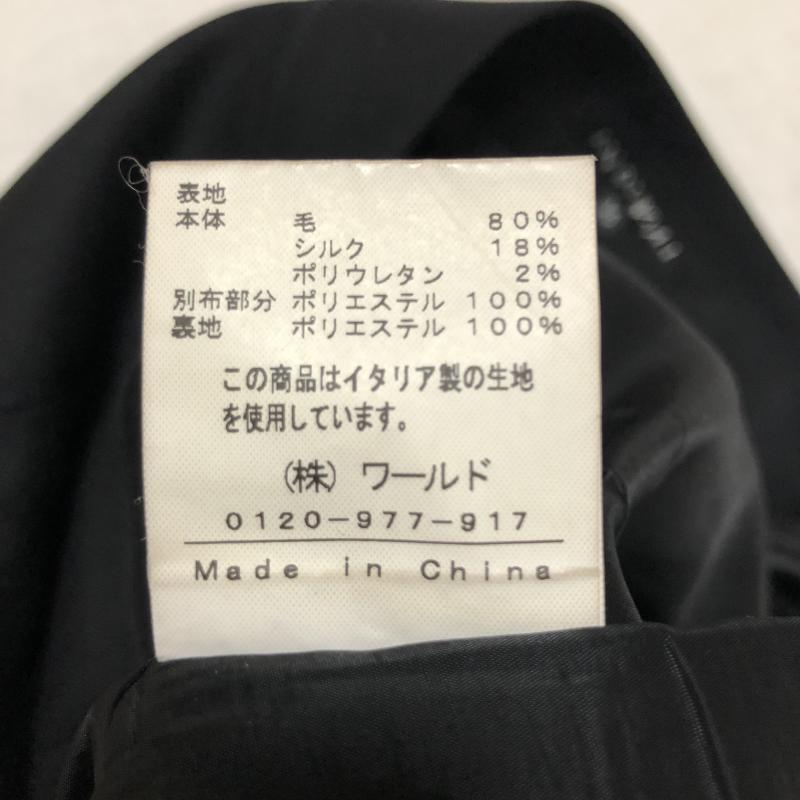 表地
本体 毛 80%
シルク 18%
ポリウレタン 2%
別布部分 ポリエステル 100%
裏地 ポリエステル 100%
この商品はイタリア製の生地
を使用しています。
(株) ワールド
0120-977-917
Made in China